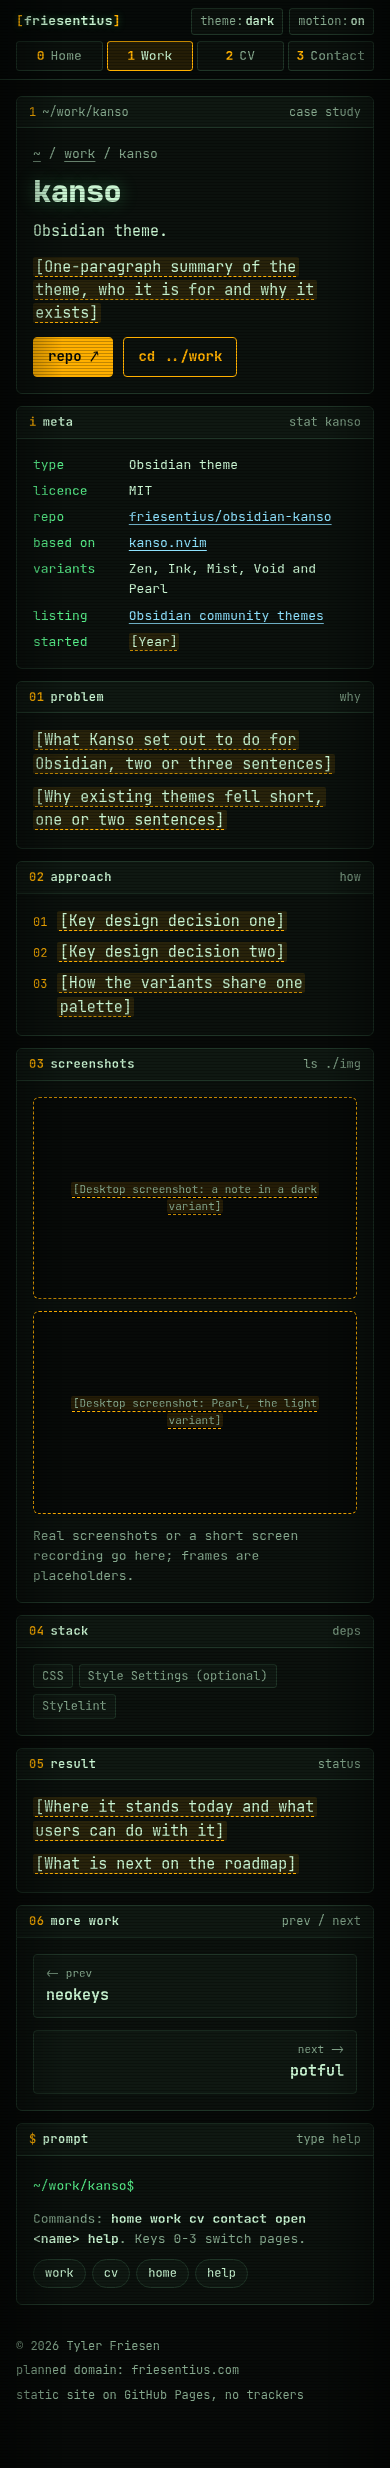 [friesentius] theme:dark motion:on
0 Home 1 Work 2 CV 3 Contact
1 ~/work/kanso case study
~ / work / kanso
kanso
Obsidian theme.
[One-paragraph summary of the
theme, who it is for and why it
exists]
repo ↗ cd ../work
i meta stat kanso
type Obsidian theme
licence MIT
repo friesentius/obsidian-kanso
based on kanso.nvim
variants Zen, Ink, Mist, Void and
Pearl
listing Obsidian community themes
started [Year]
01 problem why
[What Kanso set out to do for
Obsidian, two or three sentences]
[Why existing themes fell short,
one or two sentences]
02 approach how
01 [Key design decision one]
02 [Key design decision two]
03 [How the variants share one
palette]
03 screenshots ls ./img
[Desktop screenshot: a note in a dark
variant]
[Desktop screenshot: Pearl, the light
variant]
Real screenshots or a short screen
recording go here; frames are
placeholders.
04 stack deps
CSS Style Settings (optional)
Stylelint
05 result status
[Where it stands today and what
users can do with it]
[What is next on the roadmap]
06 more work prev / next
← prev
neokeys
next →
potful
$ prompt type help
~/work/kanso$
Commands: home work cv contact open
<name> help. Keys 0-3 switch pages.
work cv home help
© 2026 Tyler Friesen
planned domain: friesentius.com
static site on GitHub Pages, no trackers